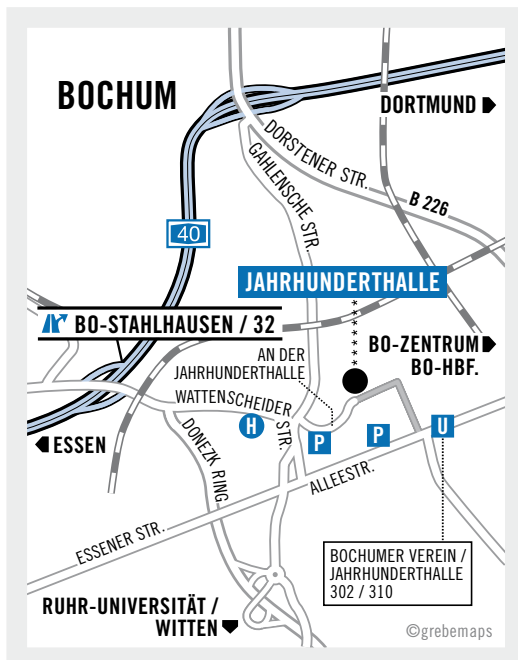 BOCHUM
DORTMUND
DORSTENER STR.
GAHLENSCHE STR.
B 226
40
JAHRHUNDERTHALLE
BO-STAHLHAUSEN / 32
BO-ZENTRUM
BO-HBF.
AN DER
JAHRHUNDERTHALLE
WATTENSCHEIDER
STR.
H
P
P
U
ESSEN
DONEZK RING
ALLEESTR.
ESSENER STR.
BOCHUMER VEREIN /
JAHRHUNDERTHALLE
302 / 310
RUHR-UNIVERSITÄT /
WITTEN
©grebemaps